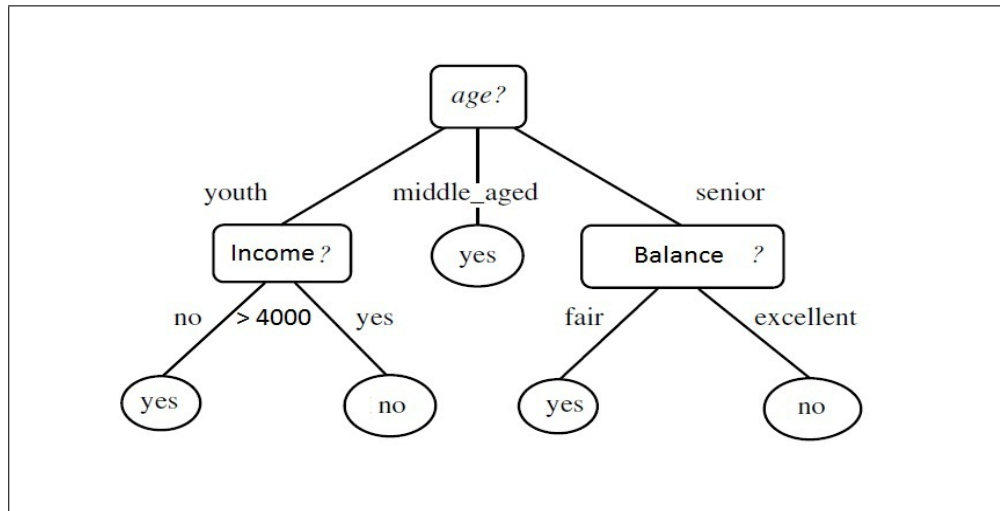 age?
youth
middle_aged
senior
Income ?
yes
Balance ?
no
> 4000
yes
fair
excellent
yes
no
yes
no